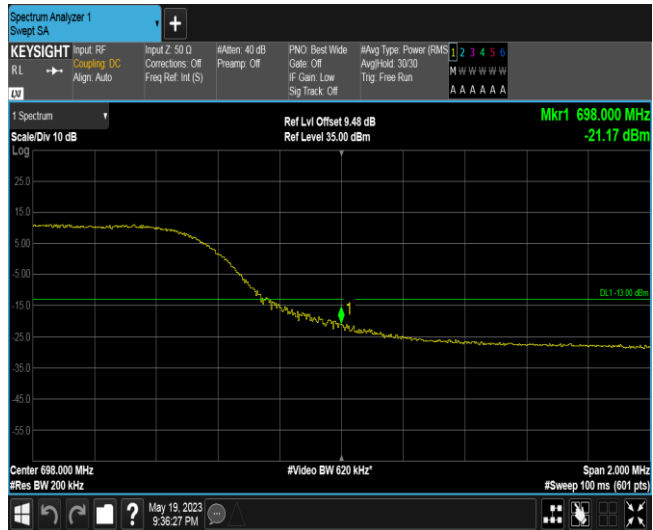 Spectrum Analyzer 1
Swept SA
KEYSIGHT
RL
Input: RF
Coupling: DC
Align: Auto
Input Z: 50 Ω
Corrections: Off
Freq Ref: Int (S)
#Atten: 40 dB
Preamp: Off
PNO: Best Wide
Gate: Off
IF Gain: Low
Sig Track: Off
#Avg Type: Power (RMS
Avg|Hold: 30/30
Trig: Free Run
1 2 3 4 5 6
M W W W W W
A A A A A A
LXI
1 Spectrum
Scale/Div 10 dB
Log
Ref Lvl Offset 9.48 dB
Ref Level 35.00 dBm
Mkr1 698.000 MHz
-21.17 dBm
25.0
15.0
5.00
-5.00
DL1 -13.00 dBm
-15.0
1
-25.0
-35.0
-45.0
-55.0
Center 698.000 MHz
#Res BW 200 kHz
#Video BW 620 kHz*
Span 2.000 MHz
#Sweep 100 ms (601 pts)
?
May 19, 2023
9:36:27 PM